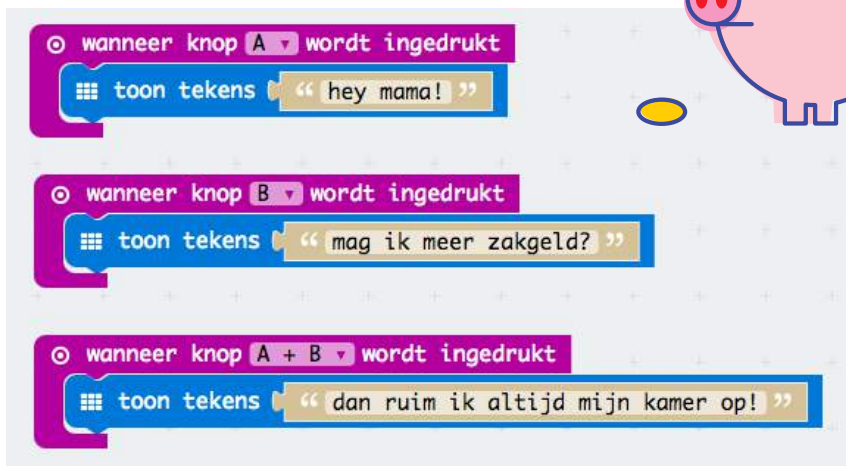 wanneer knop A wordt ingedrukt
toon tekens “ hey mama! ”
wanneer knop B wordt ingedrukt
toon tekens “ mag ik meer zakgeld? ”
wanneer knop A + B wordt ingedrukt
toon tekens “ dan ruim ik altijd mijn kamer op! ”